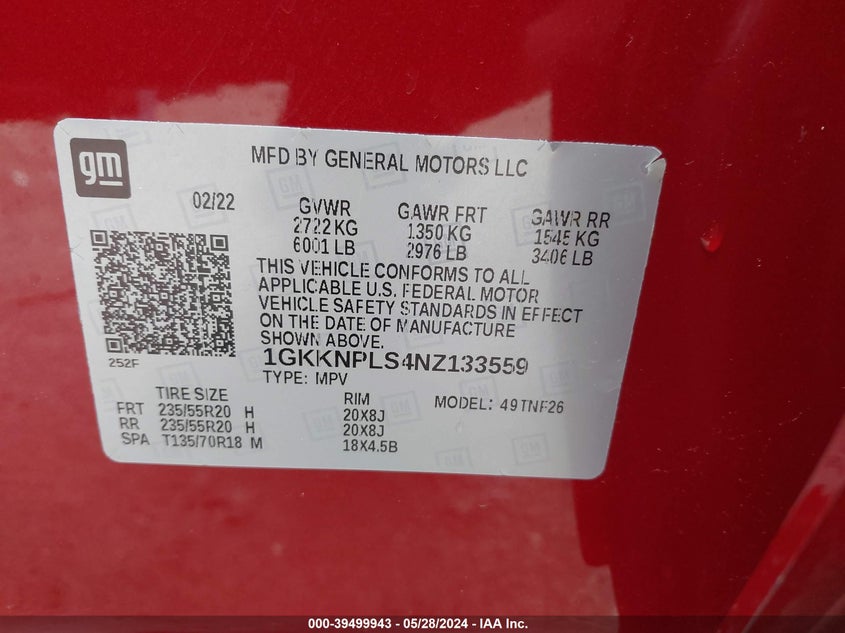 gm
MFD BY GENERAL MOTORS LLC
02/22 GVWR GAWR FRT GAWR RR
2722 KG 1350 KG 1545 KG
6001 LB 2976 LB 3406 LB
THIS VEHICLE CONFORMS TO ALL
APPLICABLE U.S. FEDERAL MOTOR
VEHICLE SAFETY STANDARDS IN EFFECT
ON THE DATE OF MANUFACTURE
SHOWN ABOVE.
252F
1GKKNPLS4NZ133559
TYPE: MPV
TIRE SIZE RIM MODEL: 49TNF26
FRT 235/55R20 H 20X8J
RR 235/55R20 H 20X8J
SPA T135/70R18 M 18X4.5B
000-39499943 — 05/28/2024 — IAA Inc.